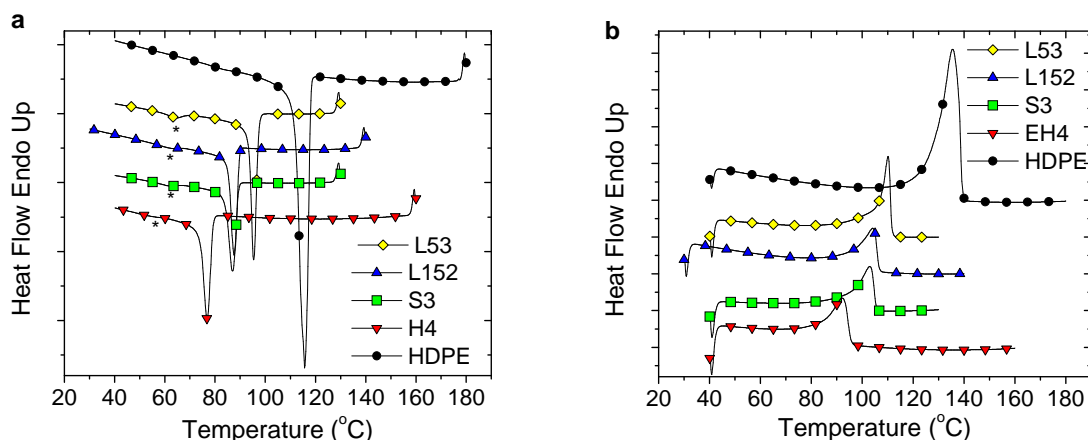 a
Heat Flow Endo Up
*
*
*
*
L53
L152
S3
H4
HDPE
20 40 60 80 100 120 140 160 180
Temperature (°C)
b
Heat Flow Endo Up
L53
L152
S3
EH4
HDPE
20 40 60 80 100 120 140 160 180
Temperature (°C)